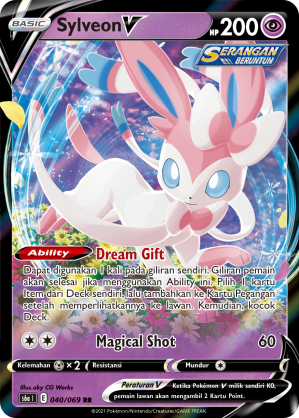 BASIC Sylveon V HP 200
SERANGAN BERUNTUN
Ability Dream Gift
Dapat digunakan 1 kali pada giliran sendiri. Giliran pemain
akan selesai jika menggunakan Ability ini. Pilih 1 kartu
Item dari Deck sendiri, lalu tambahkan ke Kartu Pegangan
setelah memperlihatkannya ke lawan. Kemudian, kocok
Deck.
Magical Shot 60
Kelemahan ×2 Resistansi Mundur
Illus. aky CG Works
Peraturan V Ketika Pokémon V milik sendiri KO,
pemain lawan akan mengambil 2 Kartu Point.
s6a I E 040/069 RR
©2021 Pokémon/Nintendo/Creatures/GAME FREAK.